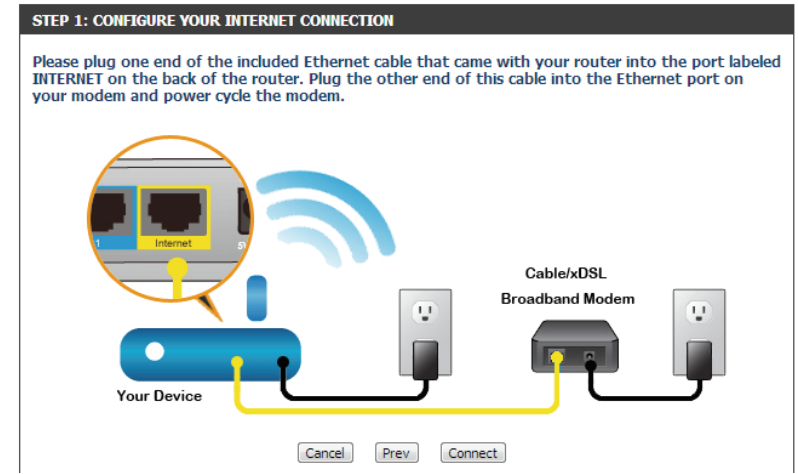 STEP 1: CONFIGURE YOUR INTERNET CONNECTION
Please plug one end of the included Ethernet cable that came with your router into the port labeled
INTERNET on the back of the router. Plug the other end of this cable into the Ethernet port on
your modem and power cycle the modem.
1
Internet
Cable/xDSL
Broadband Modem
Your Device
Cancel
Prev
Connect